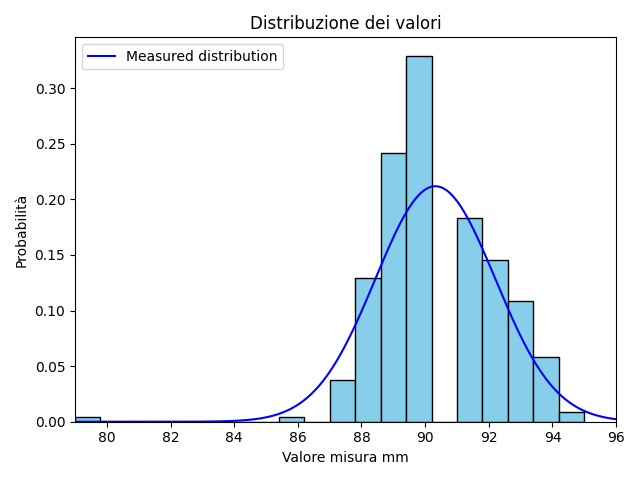 Distribuzione dei valori
Measured distribution
Probabilità
0.30
0.25
0.20
0.15
0.10
0.05
0.00
80 82 84 86 88 90 92 94 96
Valore misura mm